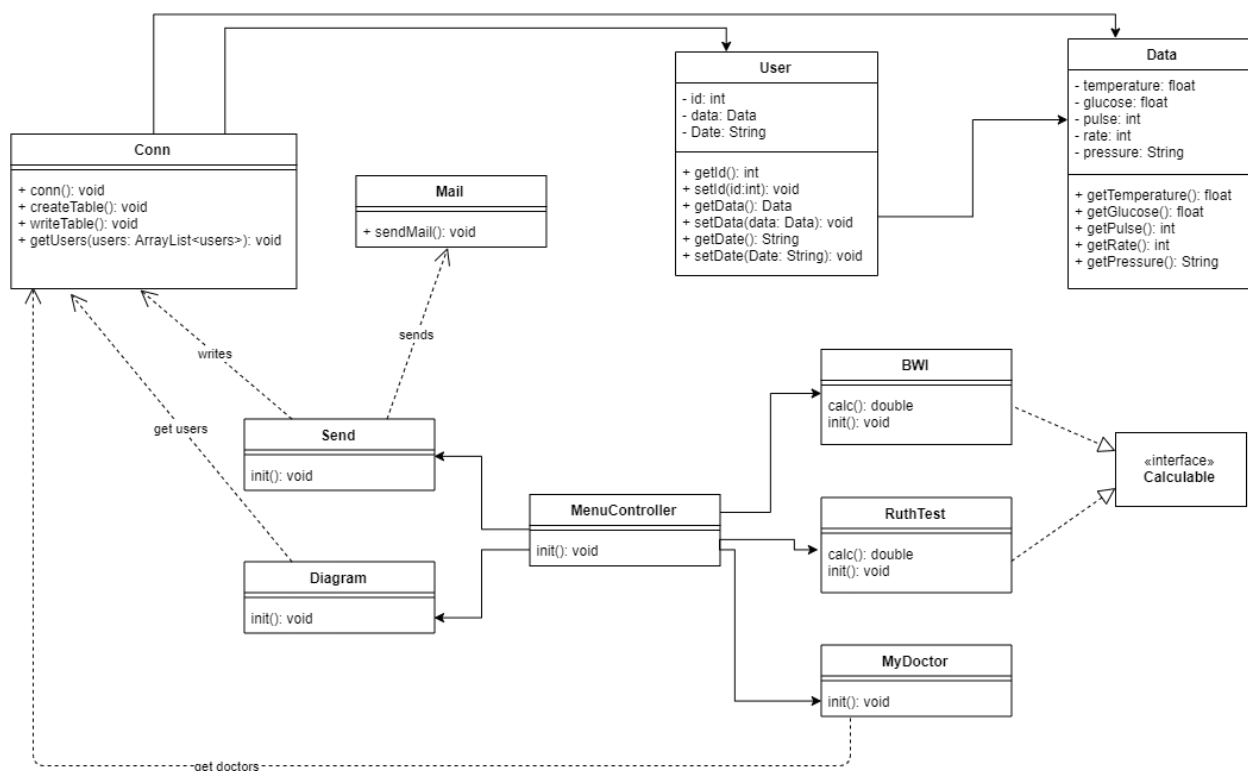 User
- id: int
- data: Data
- Date: String
+ getId(): int
+ setId(id:int): void
+ getData(): Data
+ setData(data: Data): void
+ getDate(): String
+ setDate(Date: String): void
Data
- temperature: float
- glucose: float
- pulse: int
- rate: int
- pressure: String
+ getTemperature(): float
+ getGlucose(): float
+ getPulse(): int
+ getRate(): int
+ getPressure(): String
Conn
+ conn(): void
+ createTable(): void
+ writeTable(): void
+ getUsers(users: ArrayList<users>): void
Mail
+ sendMail(): void
sends
writes
get users
Send
init(): void
BWI
calc(): double
init(): void
«interface»
Calculable
MenuController
init(): void
RuthTest
calc(): double
init(): void
Diagram
init(): void
MyDoctor
init(): void
get doctors